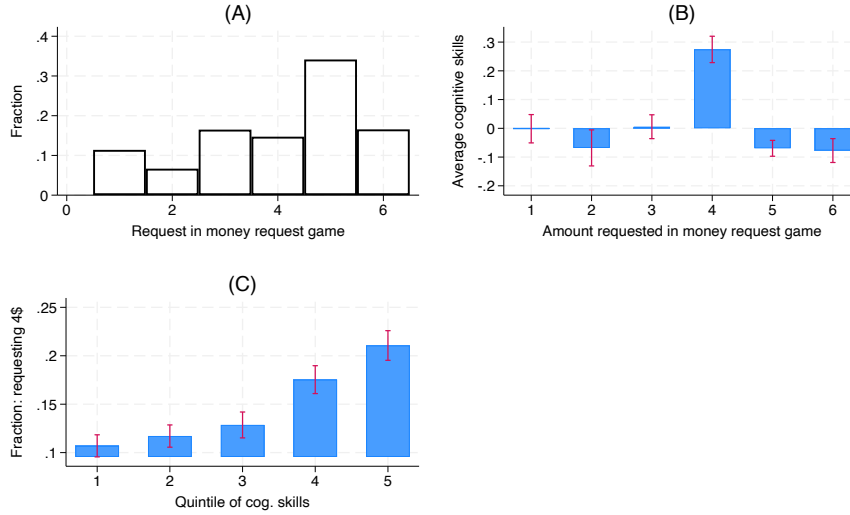 (A)
.4
.3
.2
.1
0
Fraction
0 2 4 6
Request in money request game
(B)
.3
.2
.1
0
-.1
-.2
Average cognitive skills
1 2 3 4 5 6
Amount requested in money request game
(C)
.25
.2
.15
.1
Fraction: requesting 4$
1 2 3 4 5
Quintile of cog. skills